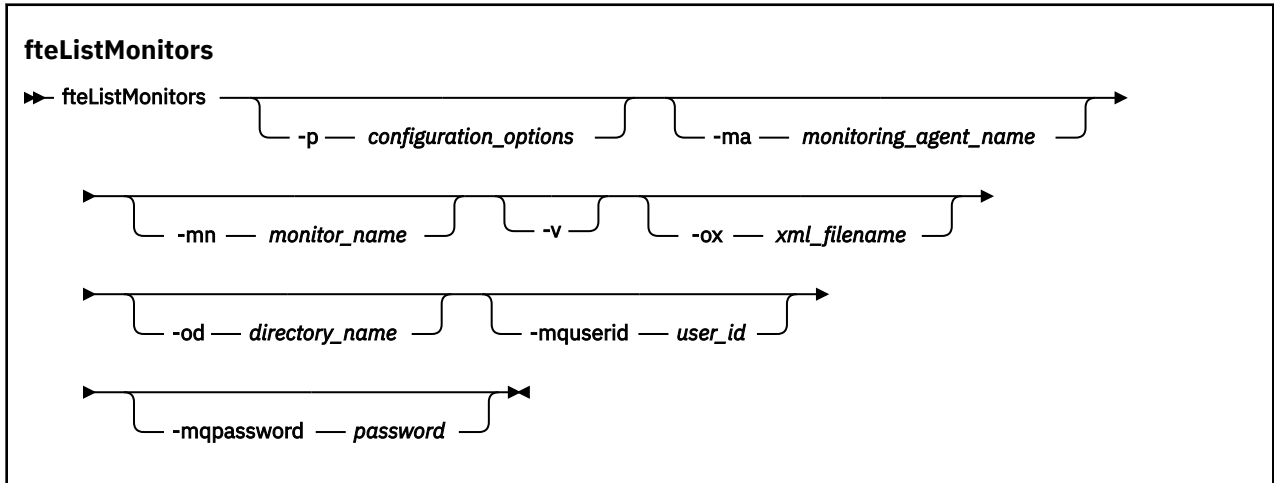 fteListMonitors
fteListMonitors
-p configuration_options -ma monitoring_agent_name
-mn monitor_name -v -ox xml_filename
-od directory_name -mquserid user_id
-mqpassword password